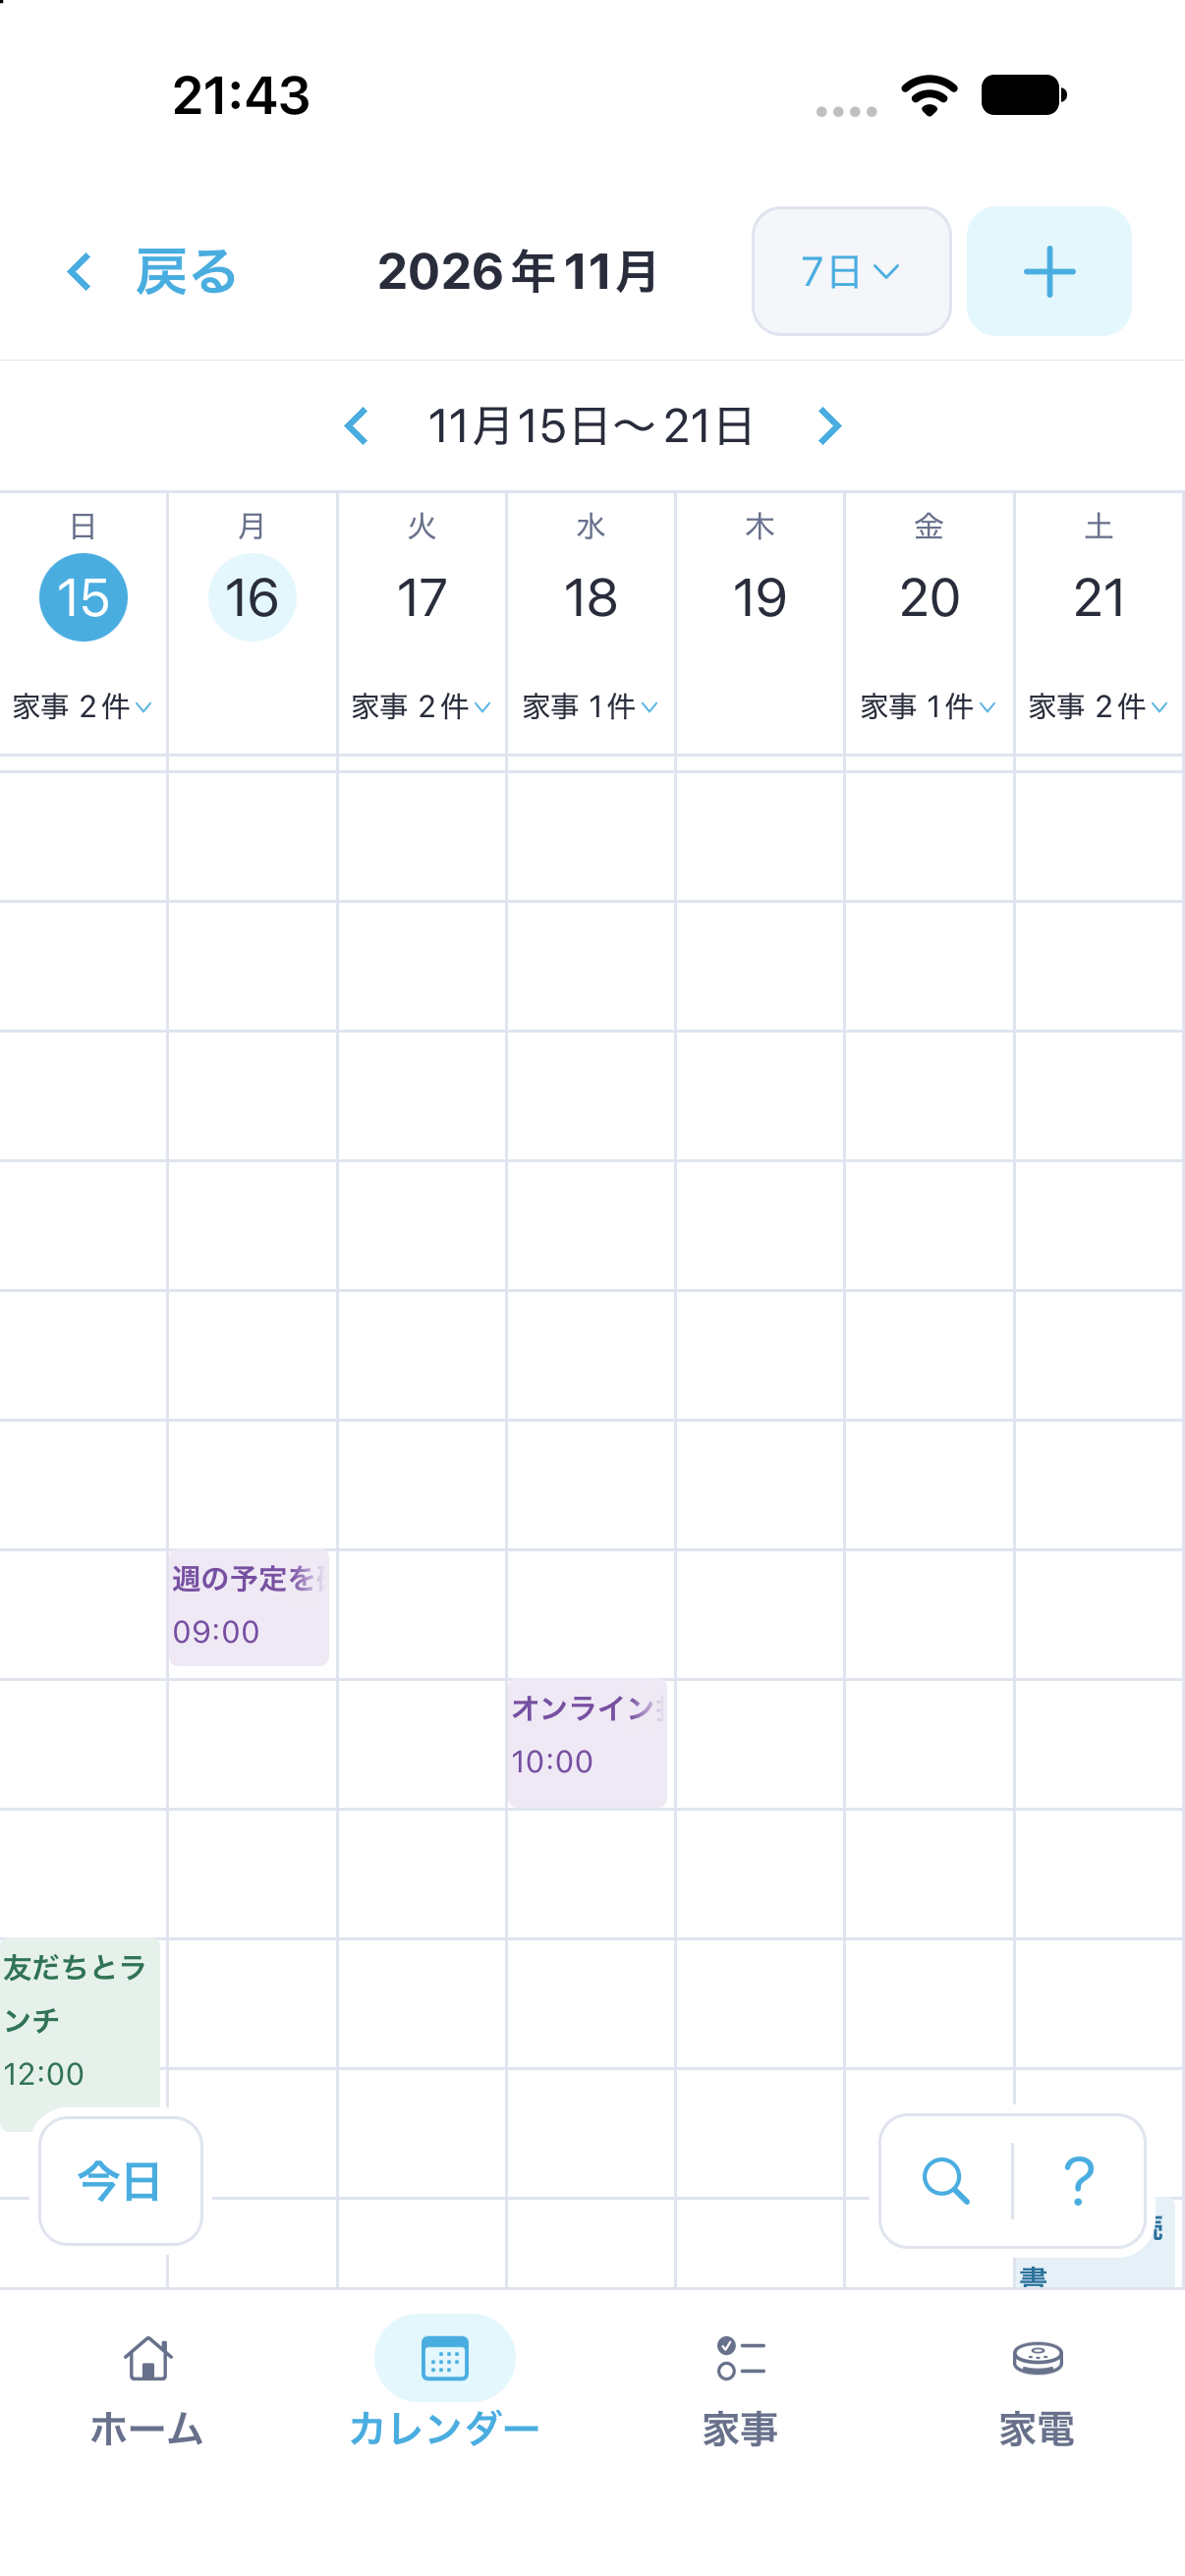 21:43
戻る
2026年11月
7日
11月15日〜21日
日 月 火 水 木 金 土
15 16 17 18 19 20 21
家事 2件 家事 2件 家事 1件 家事 1件 家事 2件
週の予定を
09:00
オンライン
10:00
友だちとラ
ンチ
12:00
今日
?
書
ホーム カレンダー 家事 家電